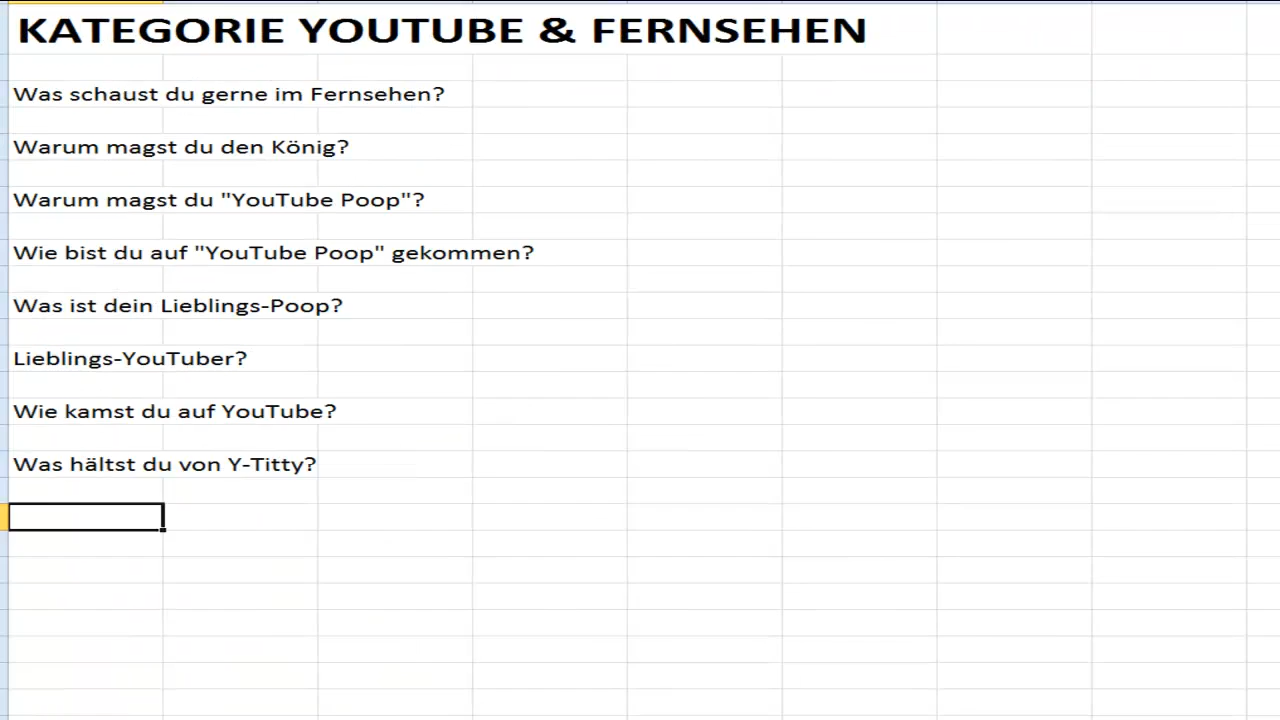 KATEGORIE YOUTUBE & FERNSEHEN
Was schaust du gerne im Fernsehen?
Warum magst du den König?
Warum magst du "YouTube Poop"?
Wie bist du auf "YouTube Poop" gekommen?
Was ist dein Lieblings-Poop?
Lieblings-YouTuber?
Wie kamst du auf YouTube?
Was hältst du von Y-Titty?